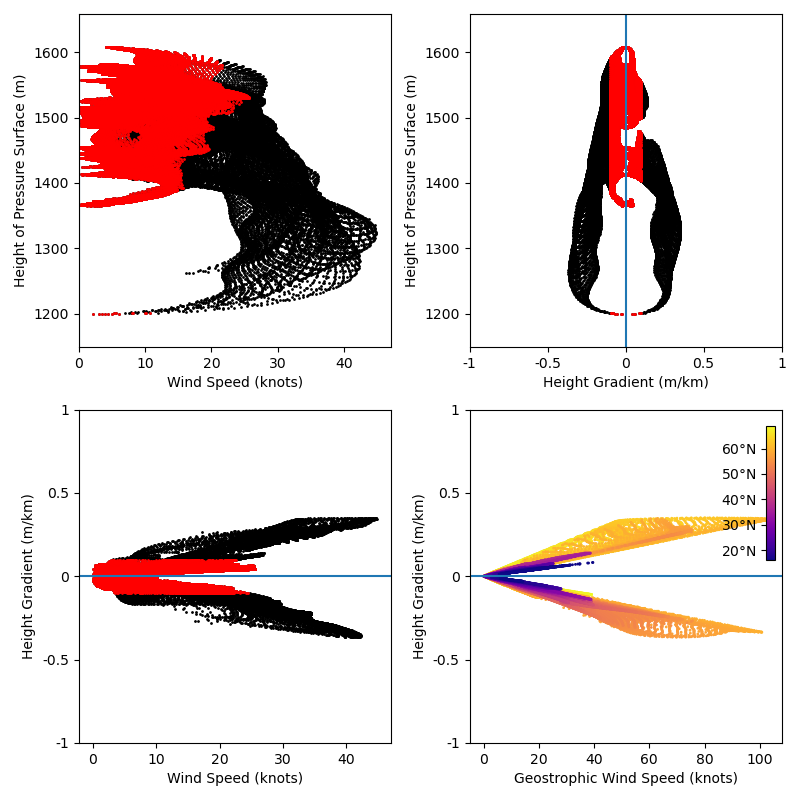 Height of Pressure Surface (m)
1600
1500
1400
1300
1200
0 10 20 30 40
Wind Speed (knots)
Height of Pressure Surface (m)
1600
1500
1400
1300
1200
-1 -0.5 0 0.5 1
Height Gradient (m/km)
Height Gradient (m/km)
1
0.5
0
-0.5
-1
0 10 20 30 40
Wind Speed (knots)
Height Gradient (m/km)
1
0.5
0
-0.5
-1
0 20 40 60 80 100
Geostrophic Wind Speed (knots)
60°N
50°N
40°N
30°N
20°N